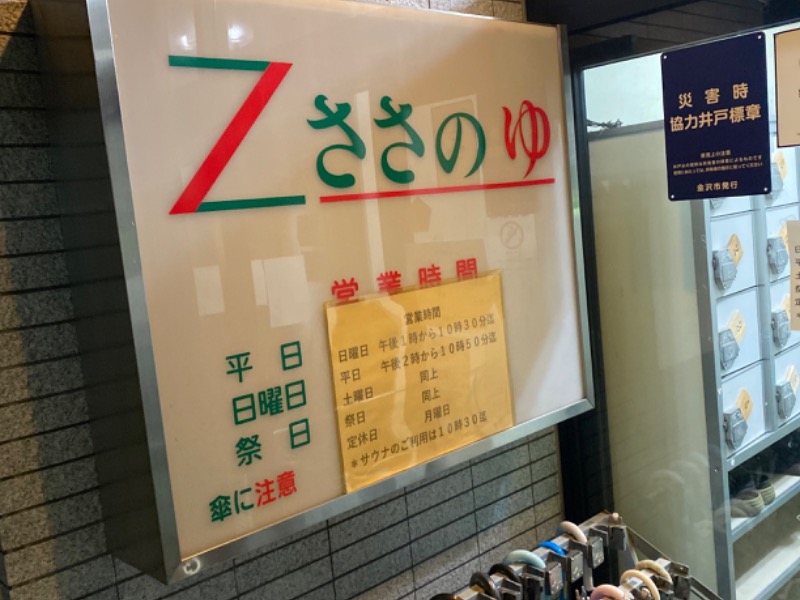 Zささのゆ
営業時間
平日
日曜日
祭日
傘に注意
営業時間
日曜日 午後1時から10時30分迄
平日 午後2時から10時50分迄
土曜日 同上
祭日 同上
定休日 月曜日
＊サウナのご利用は10時30迄
災害時
協力井戸標章
金沢市発行